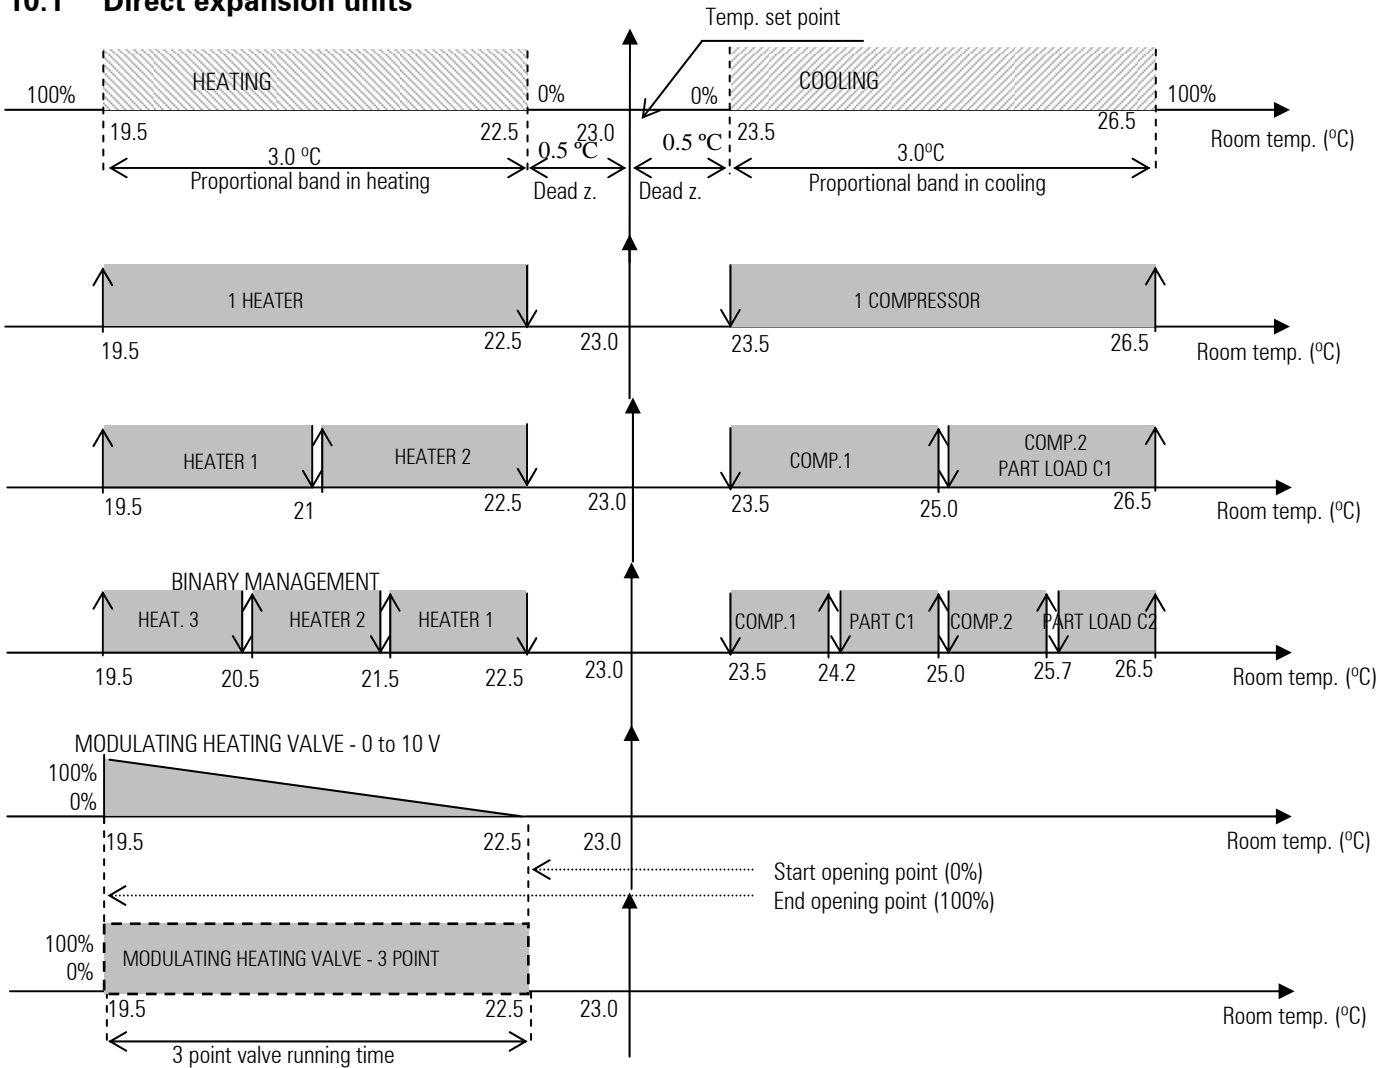 10.1 Direct expansion units
Temp. set point
HEATING
COOLING
100%
0%
0%
100%
19.5
22.5
23.0
23.5
26.5
Room temp. (ºC)
3.0 ºC
0.5 ºC
0.5 ºC
3.0ºC
Proportional band in heating
Dead z.
Dead z.
Proportional band in cooling
1 HEATER
1 COMPRESSOR
19.5
22.5
23.0
23.5
26.5
Room temp. (ºC)
HEATER 1
HEATER 2
COMP.1
COMP.2
PART LOAD C1
19.5
21
22.5
23.0
23.5
25.0
26.5
Room temp. (ºC)
BINARY MANAGEMENT
HEAT. 3
HEATER 2
HEATER 1
COMP.1
PART C1
COMP.2
PART LOAD C2
19.5
20.5
21.5
22.5
23.0
23.5
24.2
25.0
25.7
26.5
Room temp. (ºC)
MODULATING HEATING VALVE - 0 to 10 V
100%
0%
19.5
22.5
23.0
Room temp. (ºC)
Start opening point (0%)
End opening point (100%)
100%
0%
MODULATING HEATING VALVE - 3 POINT
19.5
22.5
23.0
Room temp. (ºC)
3 point valve running time